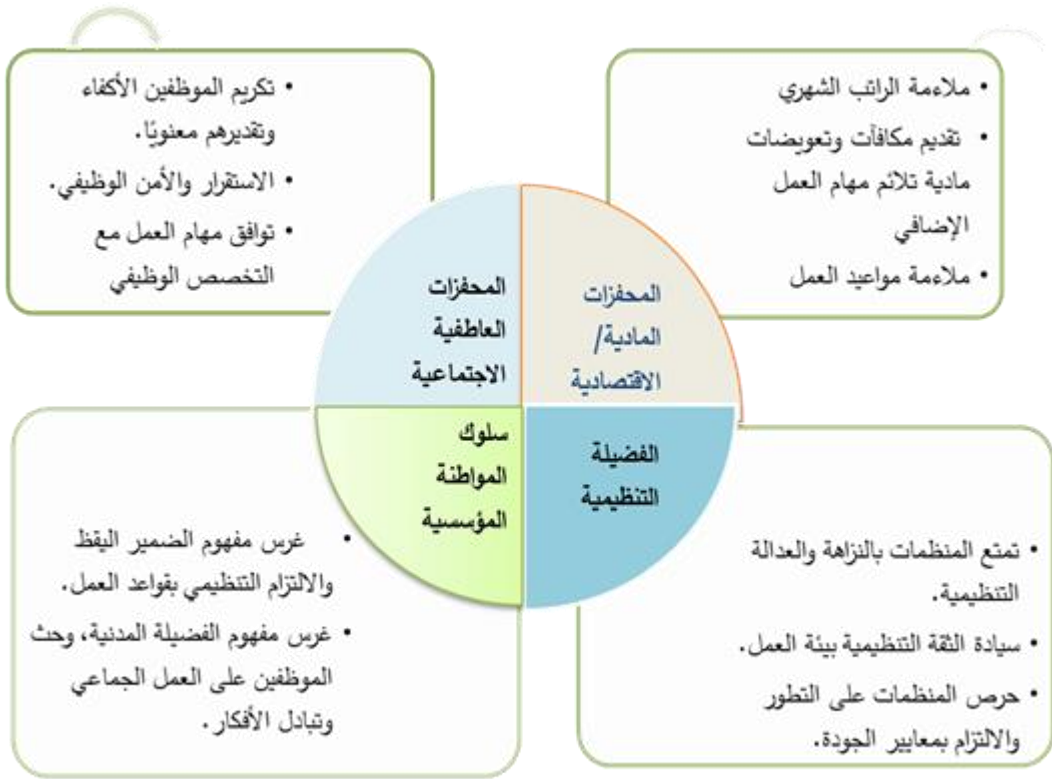 • ملاءمة الراتب الشهري
• تقديم مكافآت وتعويضات
مادية تلائم مهام العمل
الإضافي
• ملاءمة مواعيد العمل
• تكريم الموظفين الأكفاء
وتقديرهم معنويًا.
• الاستقرار والأمن الوظيفي.
• توافق مهام العمل مع
التخصص الوظيفي
المحفزات
المادية/
الاقتصادية
المحفزات
العاطفية
الاجتماعية
الفضيلة
التنظيمية
سلوك
المواطنة
المؤسسية
• تمتع المنظمات بالنزاهة والعدالة
التنظيمية.
• سيادة الثقة التنظيمية بيئة العمل.
• حرص المنظمات على التطور
والالتزام بمعايير الجودة.
• غرس مفهوم الضمير اليقظ
والالتزام التنظيمي بقواعد العمل.
• غرس مفهوم الفضيلة المدنية، وحث
الموظفين على العمل الجماعي
وتبادل الأفكار.